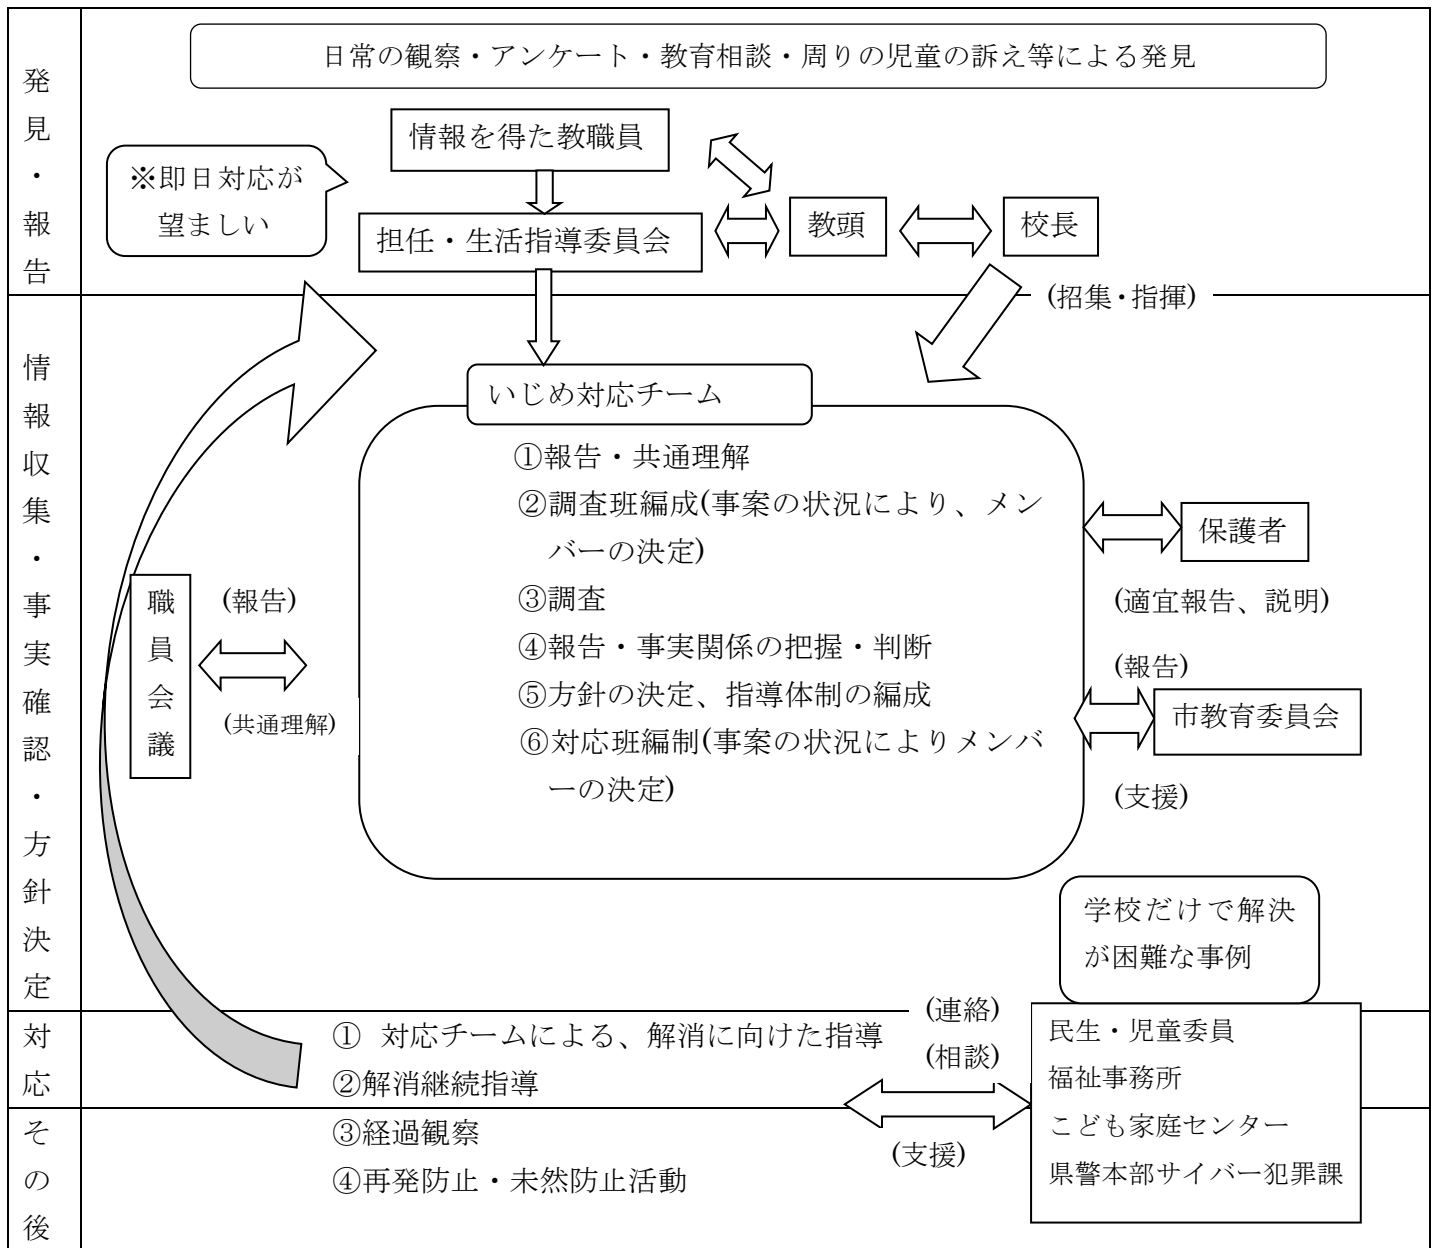 発見・報告
日常の観察・アンケート・教育相談・周りの児童の訴え等による発見
情報を得た教職員
※即日対応が
望ましい
担任・生活指導委員会
教頭
校長
(招集・指揮)
情報収集・事実確認・方針決定
いじめ対応チーム
①報告・共通理解
②調査班編成(事案の状況により、メン
バーの決定)
③調査
④報告・事実関係の把握・判断
⑤方針の決定、指導体制の編成
⑥対応班編制(事案の状況によりメンバ
ーの決定)
職員会議
(報告)
(共通理解)
保護者
(適宜報告、説明)
(報告)
市教育委員会
(支援)
学校だけで解決
が困難な事例
民生・児童委員
福祉事務所
こども家庭センター
県警本部サイバー犯罪課
(連絡)
(相談)
(支援)
対応
① 対応チームによる、解消に向けた指導
②解消継続指導
その後
③経過観察
④再発防止・未然防止活動